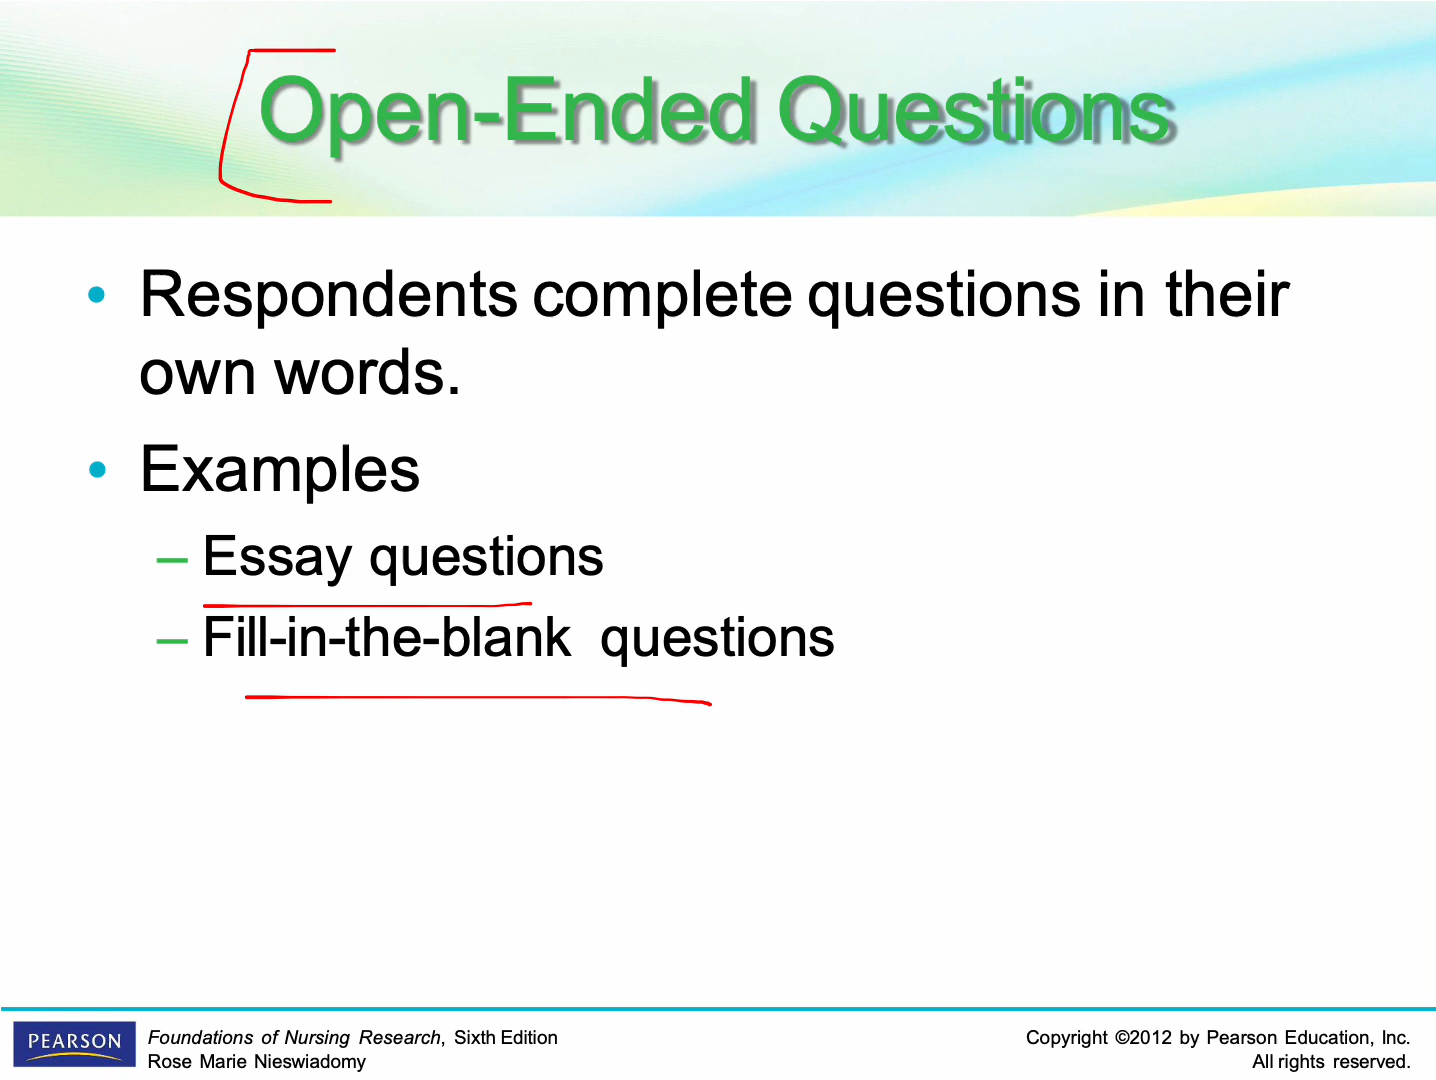 Open-Ended Questions
• Respondents complete questions in their
own words.
• Examples
– Essay questions
– Fill-in-the-blank questions
PEARSON
Foundations of Nursing Research, Sixth Edition
Rose Marie Nieswiadomy
Copyright ©2012 by Pearson Education, Inc.
All rights reserved.